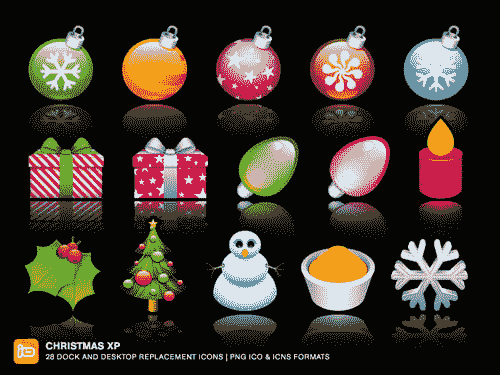 CHRISTMAS XP
28 DOCK AND DESKTOP REPLACEMENT ICONS | PNG ICO & ICNS FORMATS